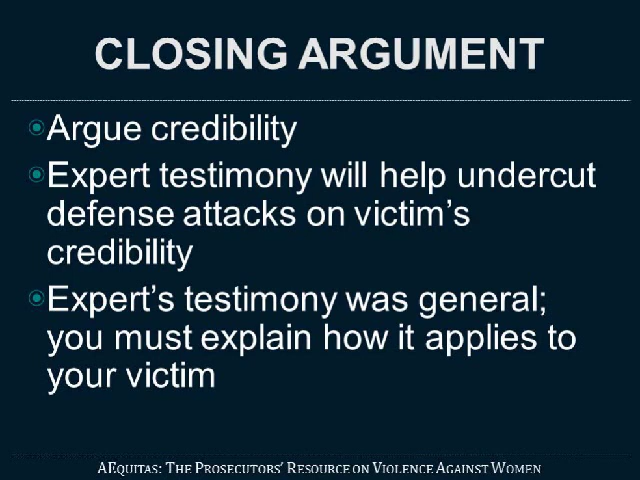 CLOSING ARGUMENT
Argue credibility
Expert testimony will help undercut
defense attacks on victim’s
credibility
Expert’s testimony was general;
you must explain how it applies to
your victim
AEQUITAS: THE PROSECUTORS’ RESOURCE ON VIOLENCE AGAINST WOMEN